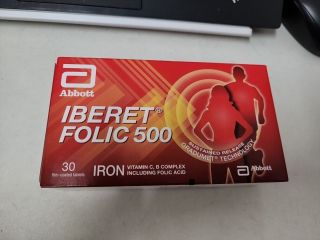 Abbott
IBERET®
FOLIC 500
SUSTAINED RELEASE
GRADUMET® TECHNOLOGY
30
film-coated tablets
IRON
VITAMIN C, B COMPLEX
INCLUDING FOLIC ACID
Abbott